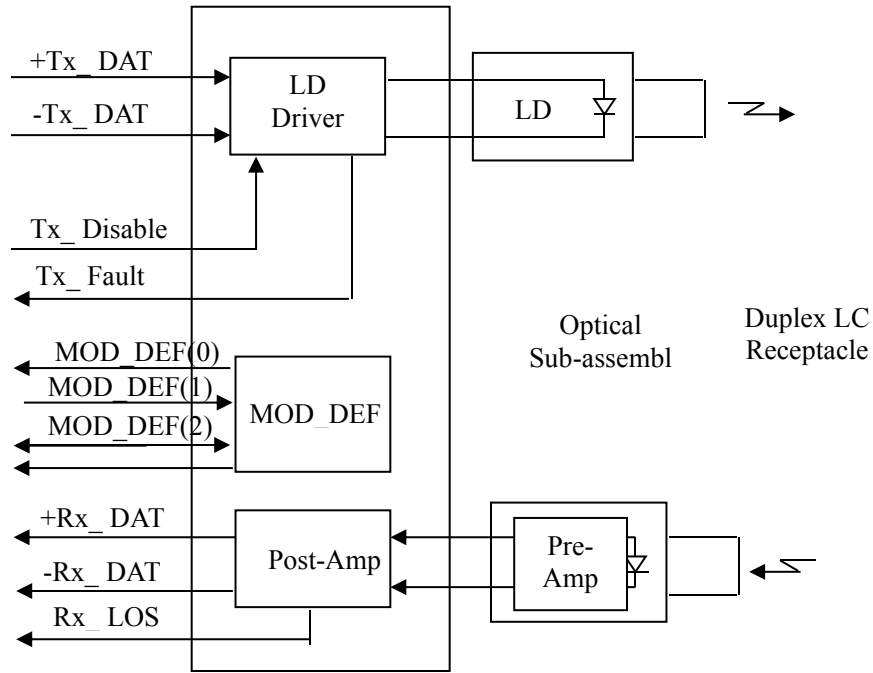 +Tx_ DAT
LD
Driver
LD
-Tx_ DAT
Tx_ Disable
Tx_ Fault
Optical
Sub-assembl
Duplex LC
Receptacle
MOD_DEF(0)
MOD_DEF(1)
MOD_DEF(2)
MOD_DEF
+Rx_ DAT
Post-Amp
Pre-
Amp
-Rx_ DAT
Rx_ LOS